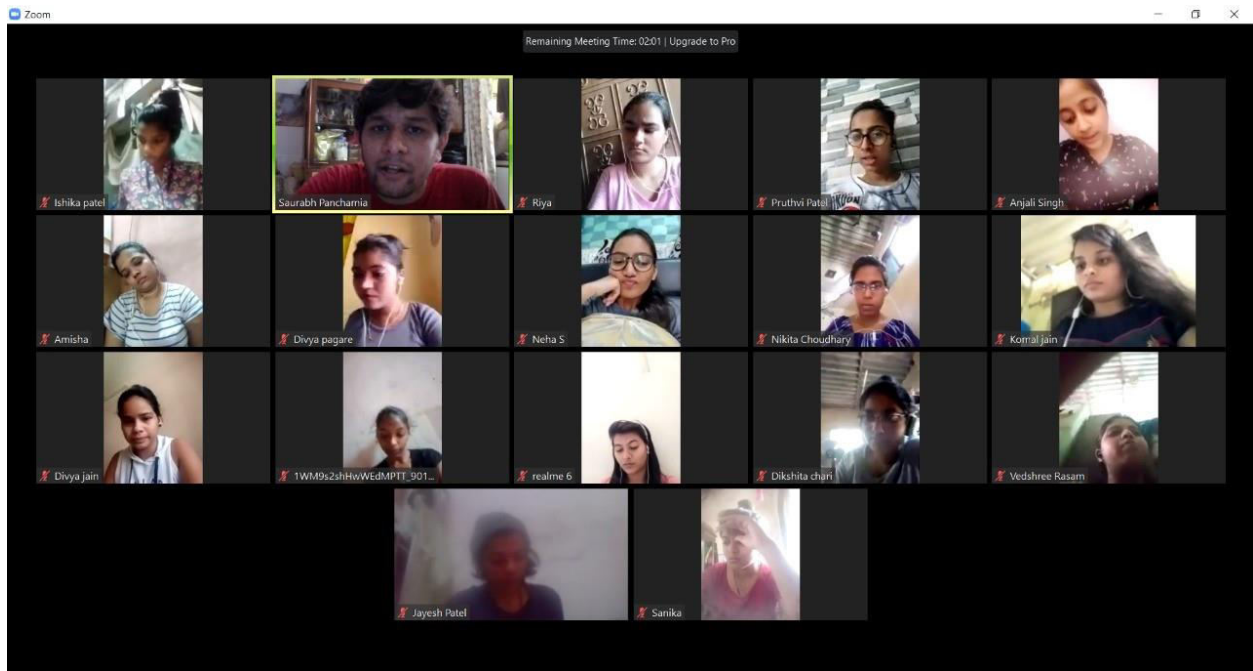 Zoom
Remaining Meeting Time: 02:01 | Upgrade to Pro
Ishika patel
Saurabh Panchamia
Riya
Pruthvi Patel
Anjali Singh
Amisha
Divya pagare
Neha S
Nikita Choudhary
Komal jain
Divya jain
1WM9s2shHwWEdMPTT_901...
realme 6
Dikshita chari
Vedshree Rasam
Jayesh Patel
Sanika